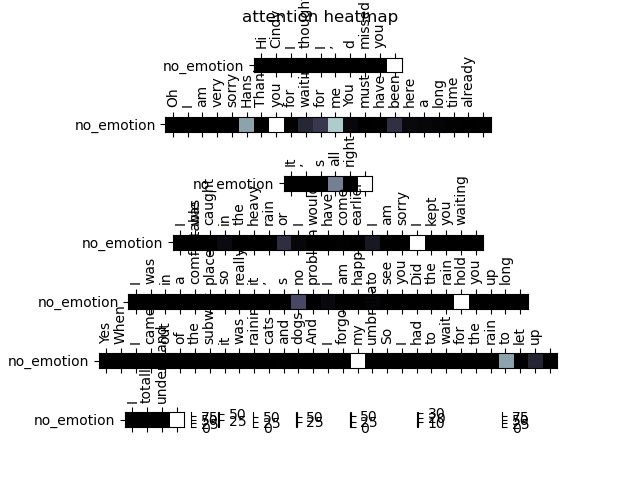 attention heatmap
Hi Cindy I thought I ' d missed you
no_emotion
Oh I am very sorry Hans Thank you for waiting for me You must have been here a long time already
no_emotion
It ' s all right
no_emotion
I was caught in the heavy rain or I would have come earlier I am sorry I kept you waiting
no_emotion
I was in a comfortable place so really it ' s no problem I am happy to see you Did the rain hold you up long
no_emotion
Yes When I came out of the subway it was raining cats and dogs And I forgot my umbrella So I had to wait for the rain to let up
no_emotion
I totally understand
no_emotion